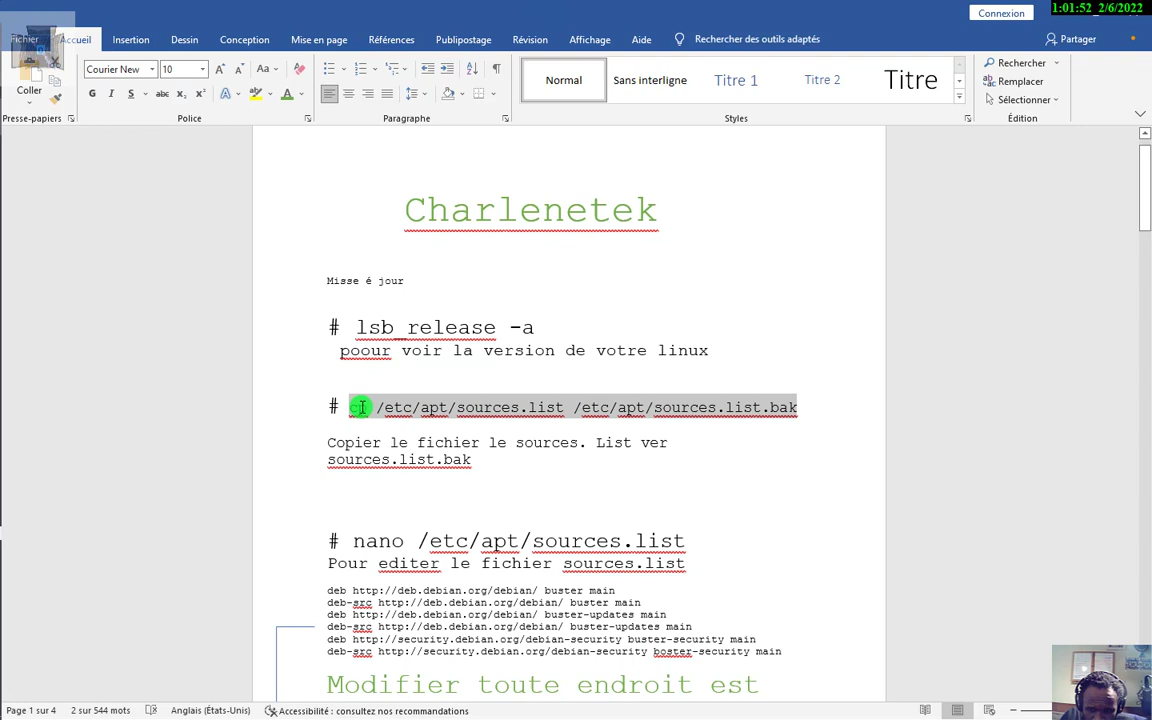 Connexion
1:01:52 2/6/2022
Fichier Accueil Insertion Dessin Conception Mise en page Références Publipostage Révision Affichage Aide Rechercher des outils adaptés Partager
Coller
Presse-papiers
Courier New 10
Police
Paragraphe
Normal Sans interligne Titre 1 Titre 2 Titre
Styles
Rechercher
Remplacer
Sélectionner
Édition
Charlenetek
Misse é jour
# lsb_release -a
poour voir la version de votre linux
# cp /etc/apt/sources.list /etc/apt/sources.list.bak
Copier le fichier le sources. List ver
sources.list.bak
# nano /etc/apt/sources.list
Pour editer le fichier sources.list
deb http://deb.debian.org/debian/ buster main
deb-src http://deb.debian.org/debian/ buster main
deb http://deb.debian.org/debian/ buster-updates main
deb-src http://deb.debian.org/debian/ buster-updates main
deb http://security.debian.org/debian-security buster-security main
deb-src http://security.debian.org/debian-security boster-security main
Modifier toute endroit est
Page 1 sur 4 2 sur 544 mots Anglais (États-Unis) Accessibilité : consultez nos recommandations